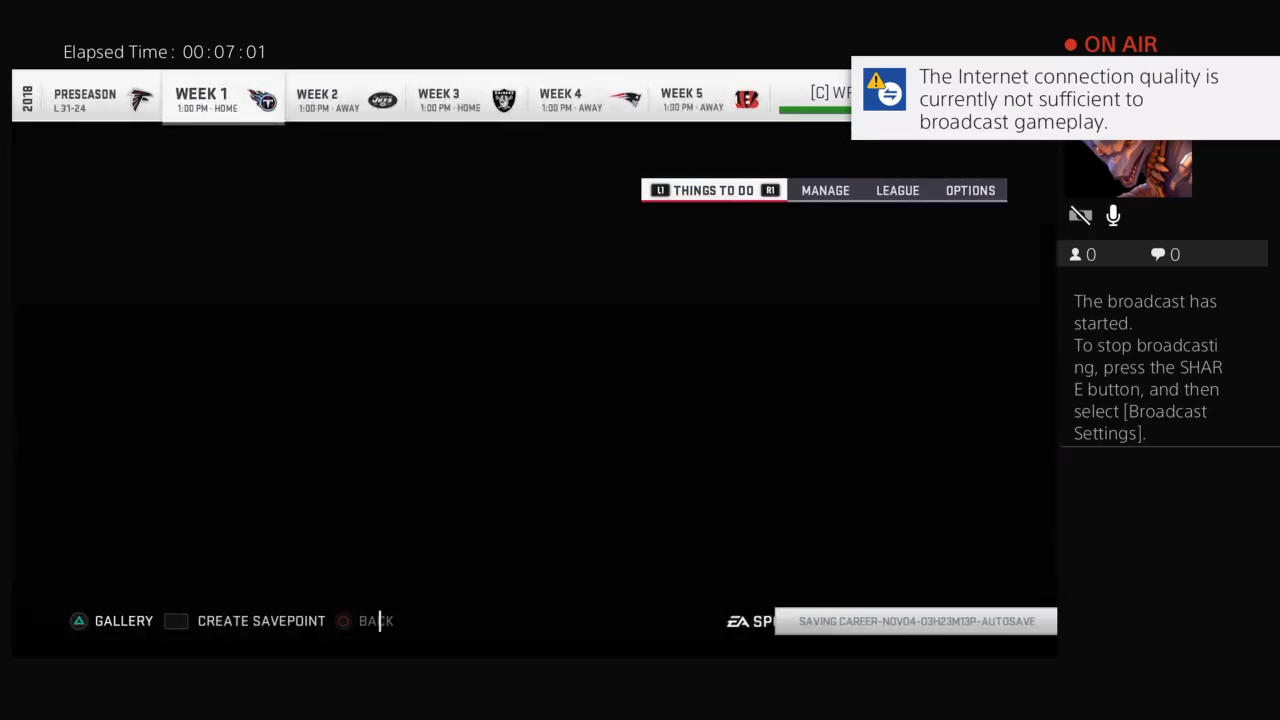 Elapsed Time: 00:07:01
ON AIR
The Internet connection quality is
currently not sufficient to
broadcast gameplay.
2018
PRESEASON
L 31-24
WEEK 1
1:00 PM · HOME
WEEK 2
1:00 PM · AWAY
JETS
WEEK 3
1:00 PM · HOME
RAIDERS
WEEK 4
1:00 PM · AWAY
WEEK 5
1:00 PM · AWAY
[C] WR
L1 THINGS TO DO R1 MANAGE LEAGUE OPTIONS
0 0
The broadcast has
started.
To stop broadcasti
ng, press the SHAR
E button, and then
select [Broadcast
Settings].
GALLERY CREATE SAVEPOINT BACK
EA SP
SAVING CAREER-NOV04-03H23M13P-AUTOSAVE